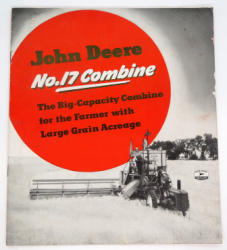 John Deere
No.17 Combine
The Big-Capacity Combine
for the Farmer with
Large Grain Acreage